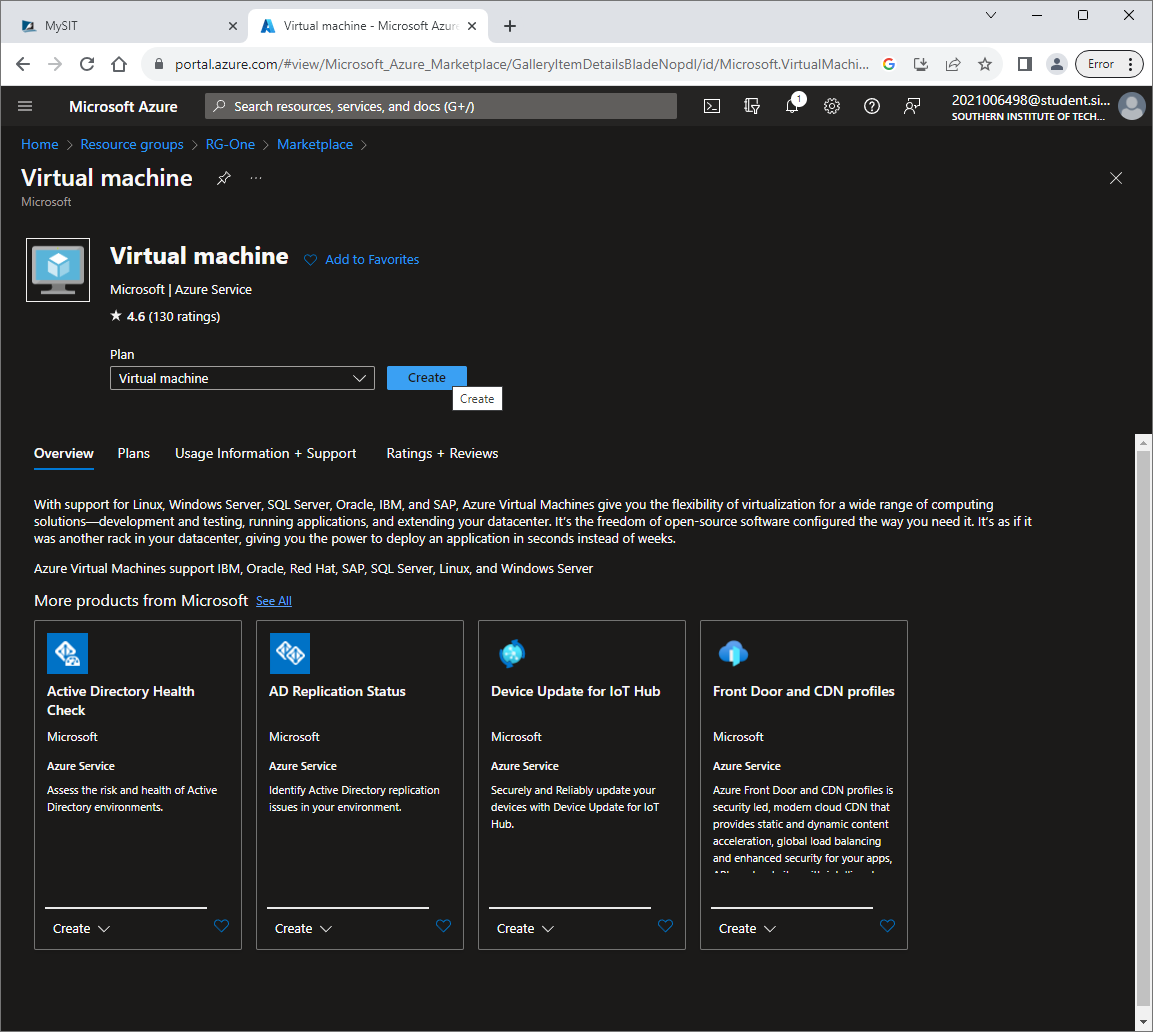 MySIT
Virtual machine - Microsoft Azure
portal.azure.com/#view/Microsoft_Azure_Marketplace/GalleryItemDetailsBladeNopdl/id/Microsoft.VirtualMachi...
Error
Microsoft Azure
Search resources, services, and docs (G+/)
1
2021006498@student.si...
SOUTHERN INSTITUTE OF TECH...
Home > Resource groups > RG-One > Marketplace >
Virtual machine
...
Microsoft
Virtual machine
Add to Favorites
Microsoft | Azure Service
★ 4.6 (130 ratings)
Plan
Virtual machine
Create
Create
Overview
Plans
Usage Information + Support
Ratings + Reviews
With support for Linux, Windows Server, SQL Server, Oracle, IBM, and SAP, Azure Virtual Machines give you the flexibility of virtualization for a wide range of computing
solutions—development and testing, running applications, and extending your datacenter. It's the freedom of open-source software configured the way you need it. It's as if it
was another rack in your datacenter, giving you the power to deploy an application in seconds instead of weeks.
Azure Virtual Machines support IBM, Oracle, Red Hat, SAP, SQL Server, Linux, and Windows Server
More products from Microsoft See All
Active Directory Health
Check
Microsoft
Azure Service
Assess the risk and health of Active
Directory environments.
Create
AD Replication Status
Microsoft
Azure Service
Identify Active Directory replication
issues in your environment.
Create
Device Update for IoT Hub
Microsoft
Azure Service
Securely and Reliably update your
devices with Device Update for IoT
Hub.
Create
Front Door and CDN profiles
Microsoft
Azure Service
Azure Front Door and CDN profiles is
security led, modern cloud CDN that
provides static and dynamic content
acceleration, global load balancing
and enhanced security for your apps,
Create